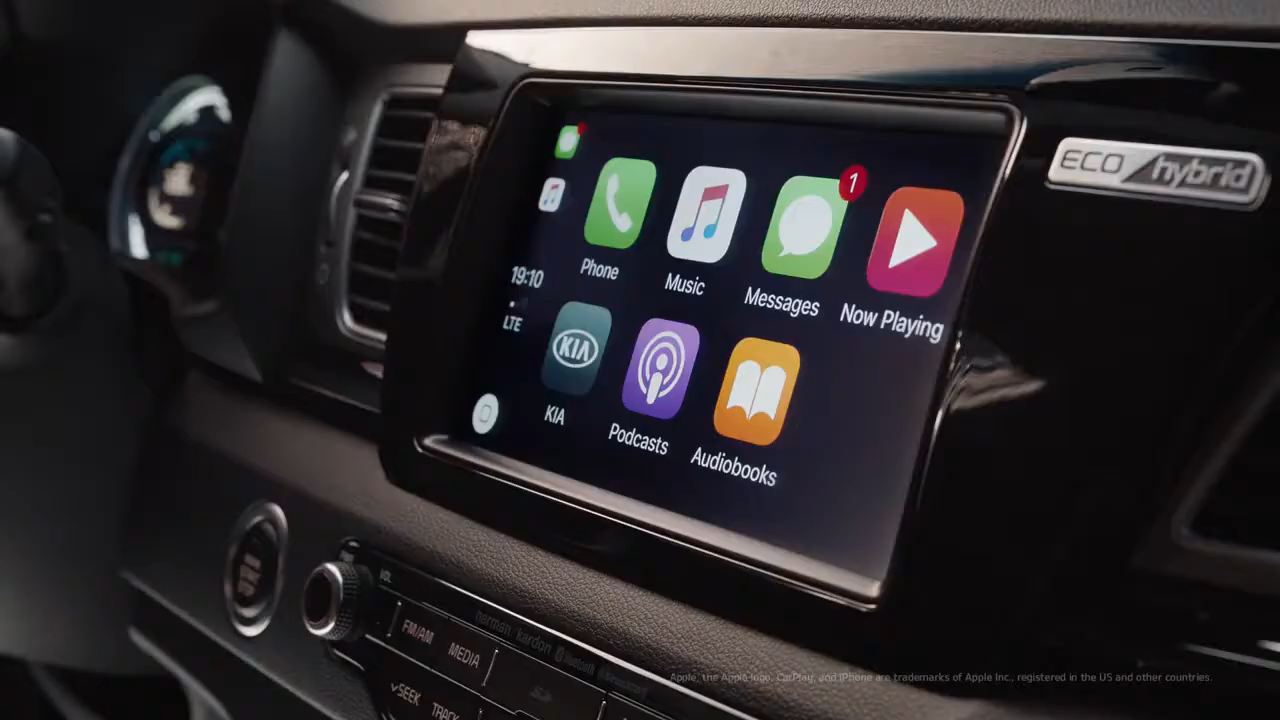 ECO/hybrid
1
Phone
Music
Messages
Now Playing
19:10
LTE
KIA
KIA
Podcasts
Audiobooks
VOL
FM/AM
MEDIA
harman/kardon
Bluetooth
SEEK
TRACK
Apple, the Apple logo, CarPlay, and iPhone are trademarks of Apple Inc., registered in the US and other countries.